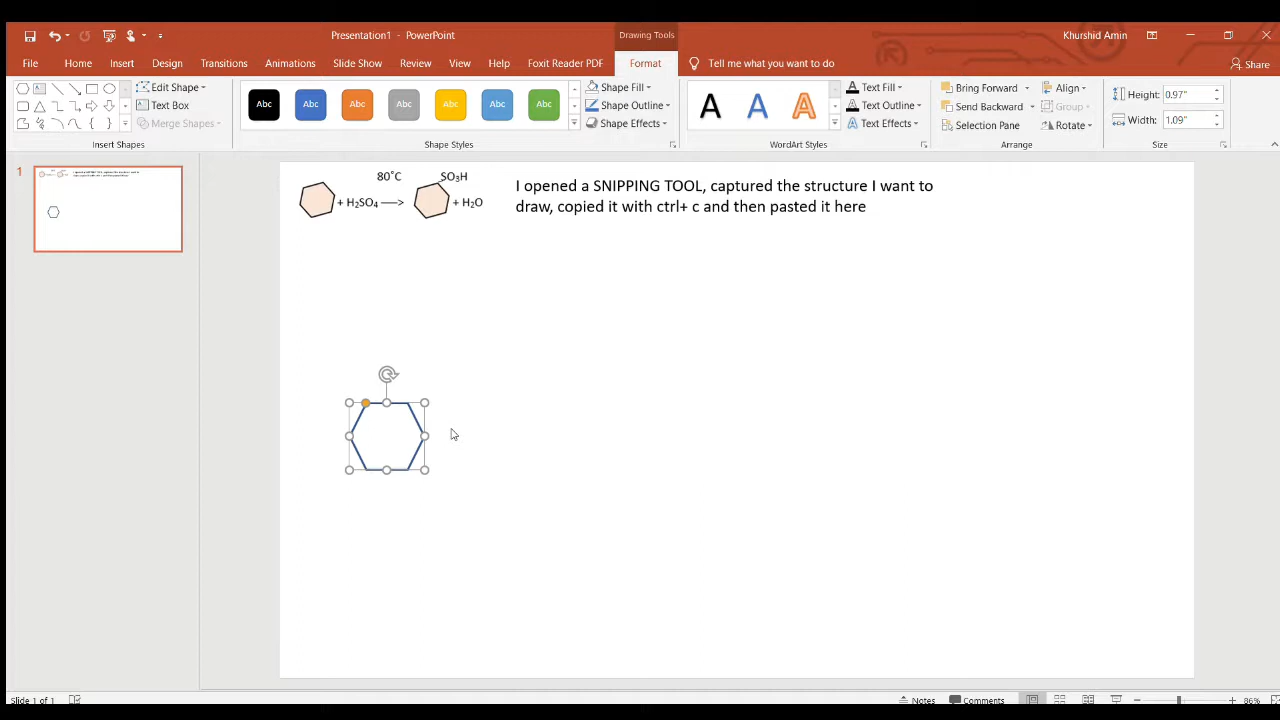 Presentation1 - PowerPoint
Drawing Tools
Khurshid Amin
File Home Insert Design Transitions Animations Slide Show Review View Help Foxit Reader PDF Format Tell me what you want to do Share
Edit Shape
Text Box
Merge Shapes
Insert Shapes
Abc Abc Abc Abc Abc Abc Abc
Shape Fill
Shape Outline
Shape Effects
Shape Styles
A A A
Text Fill
Text Outline
Text Effects
WordArt Styles
Bring Forward
Send Backward
Selection Pane
Align
Group
Rotate
Arrange
Height: 0.97"
Width: 1.09"
Size
1
80°C SO₃H
+ H₂SO₄ ——> + H₂O
I opened a SNIPPING TOOL, captured the structure I want to
draw, copied it with ctrl+ c and then pasted it here
Slide 1 of 1 Notes Comments 86%